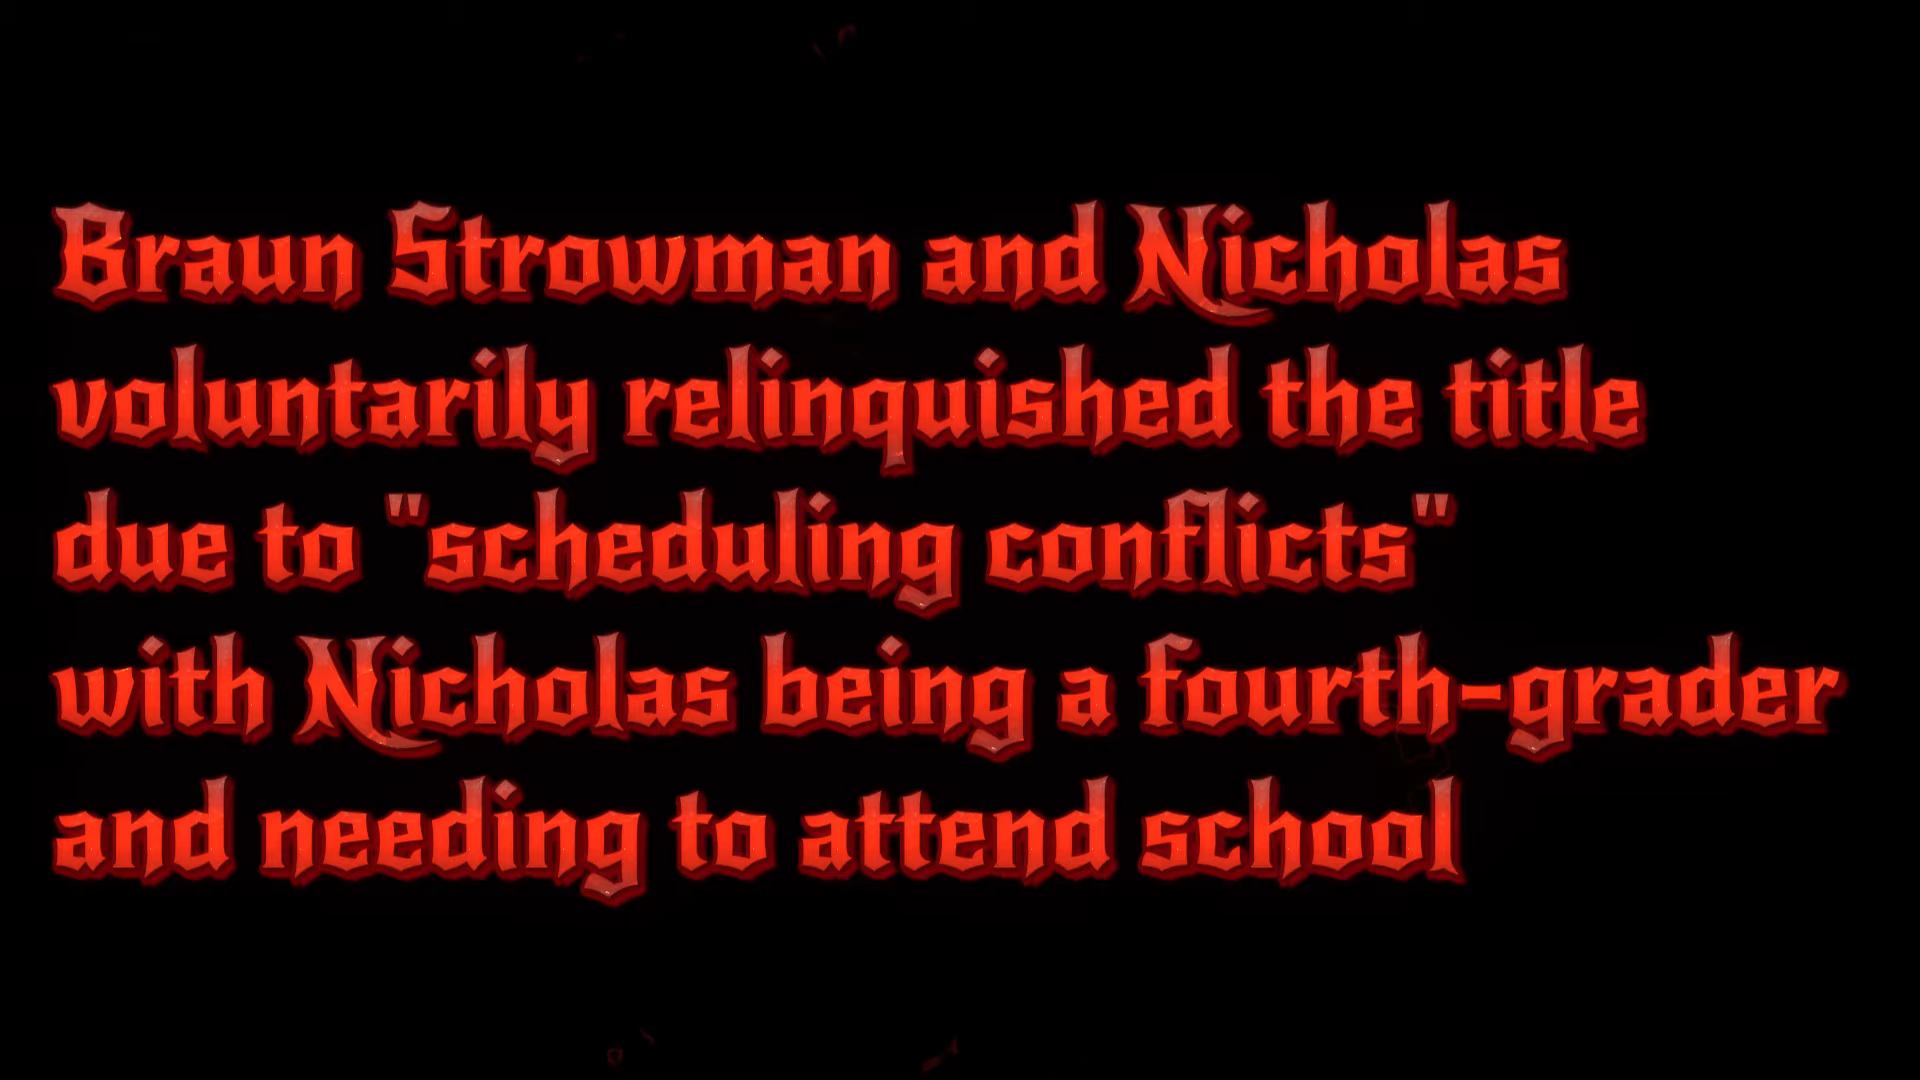 Braun Strowman and Nicholas
voluntarily relinquished the title
due to "scheduling conflicts"
with Nicholas being a fourth-grader
and needing to attend school